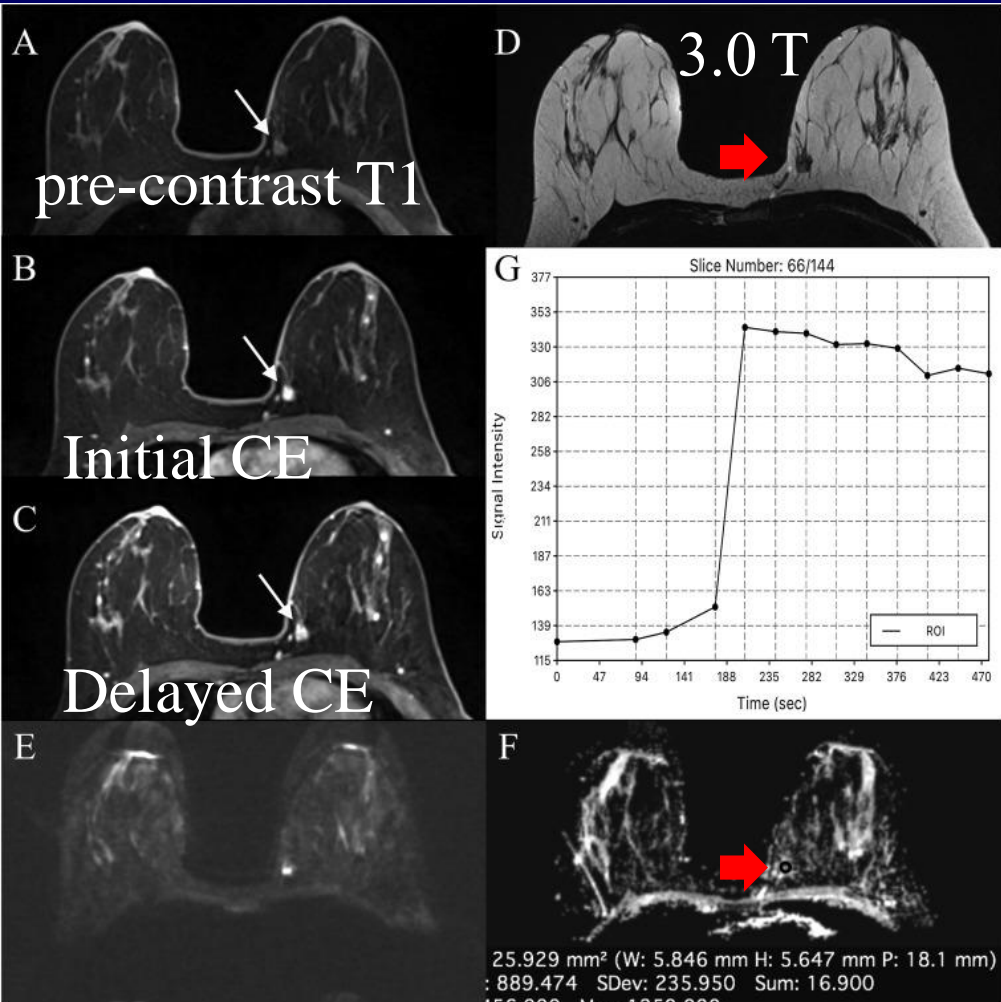 A
pre-contrast T1
D
3.0 T
B
Initial CE
C
Delayed CE
G
Slice Number: 66/144
Signal Intensity
377
353
330
306
282
258
234
211
187
163
139
115
0 47 94 141 188 235 282 329 376 423 470
Time (sec)
ROI
E
F
25.929 mm² (W: 5.846 mm H: 5.647 mm P: 18.1 mm)
: 889.474 SDev: 235.950 Sum: 16.900